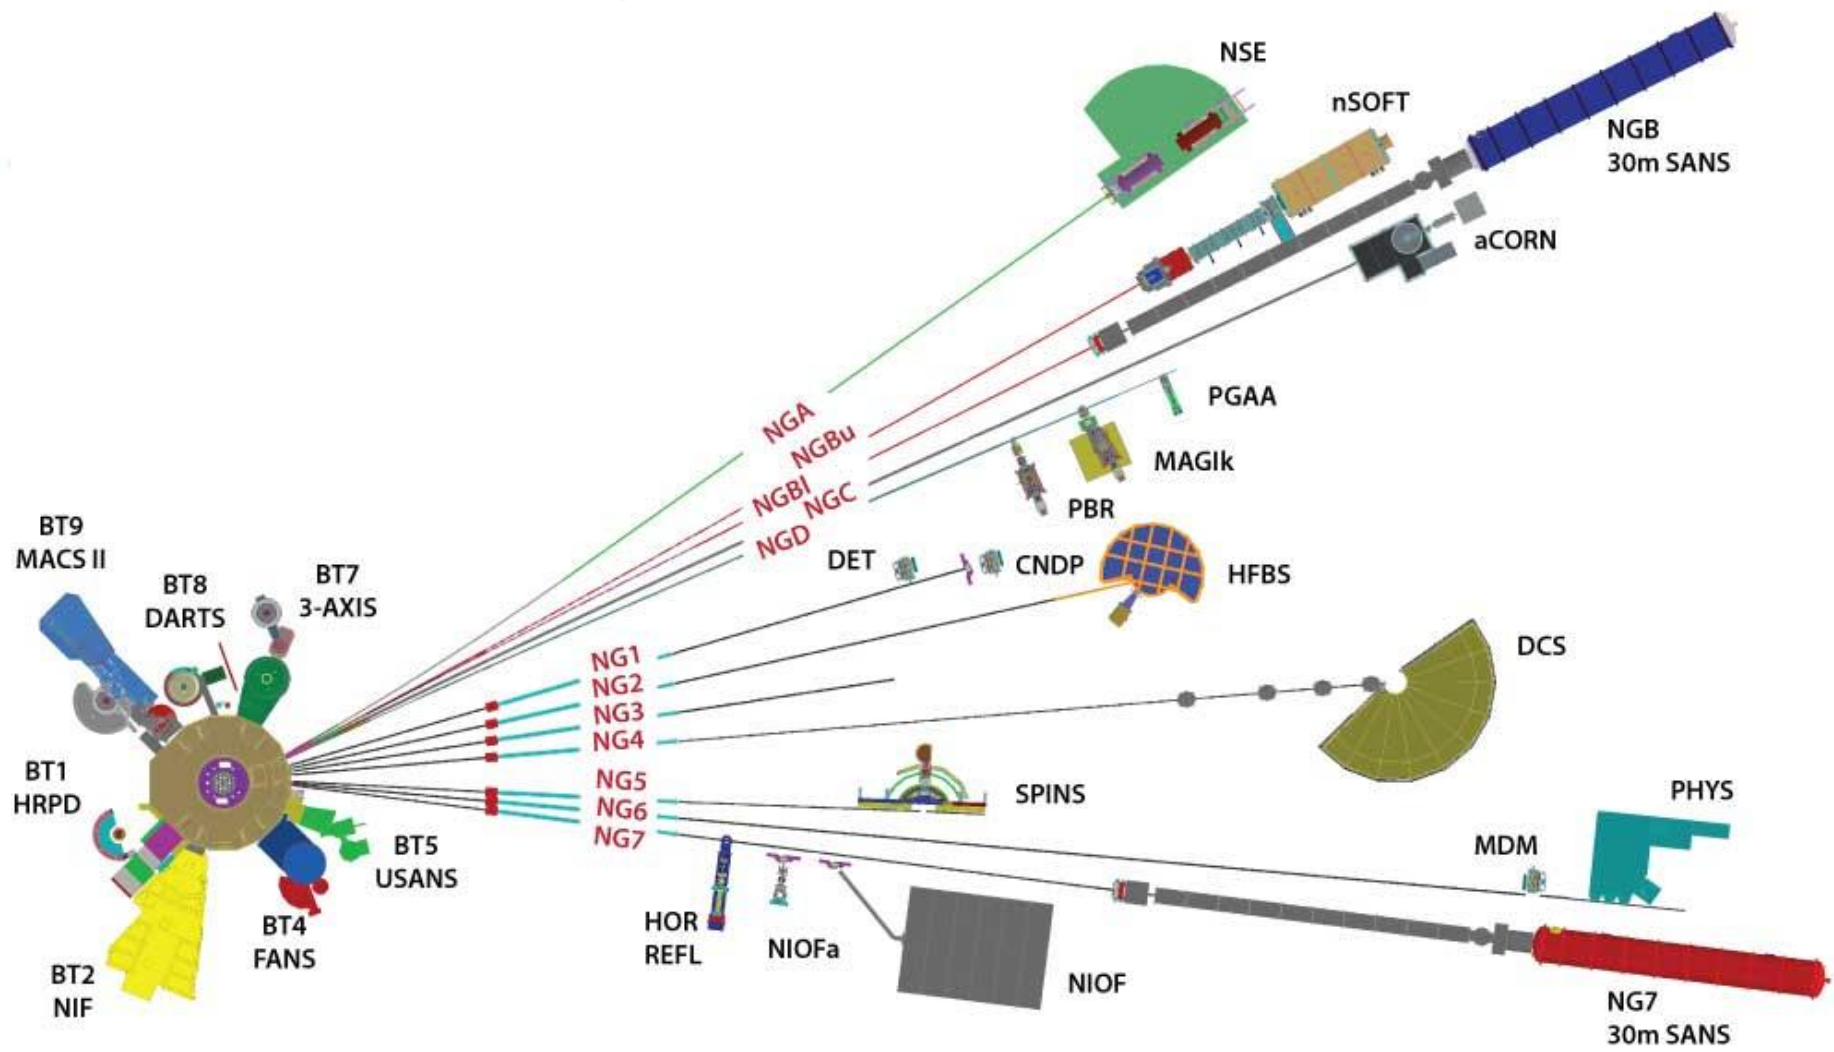 NSE
nSOFT
NGB
30m SANS
aCORN
PGAA
NGA
NGBu
MAGIk
NGBl
NGC
PBR
NGD
BT9
MACS II
DET
CNDP
HFBS
BT8
DARTS
BT7
3-AXIS
NG1
NG2
NG3
NG4
DCS
BT1
HRPD
NG5
NG6
NG7
SPINS
PHYS
BT5
USANS
MDM
BT4
FANS
HOR
REFL
NIOFa
NIOF
BT2
NIF
NG7
30m SANS